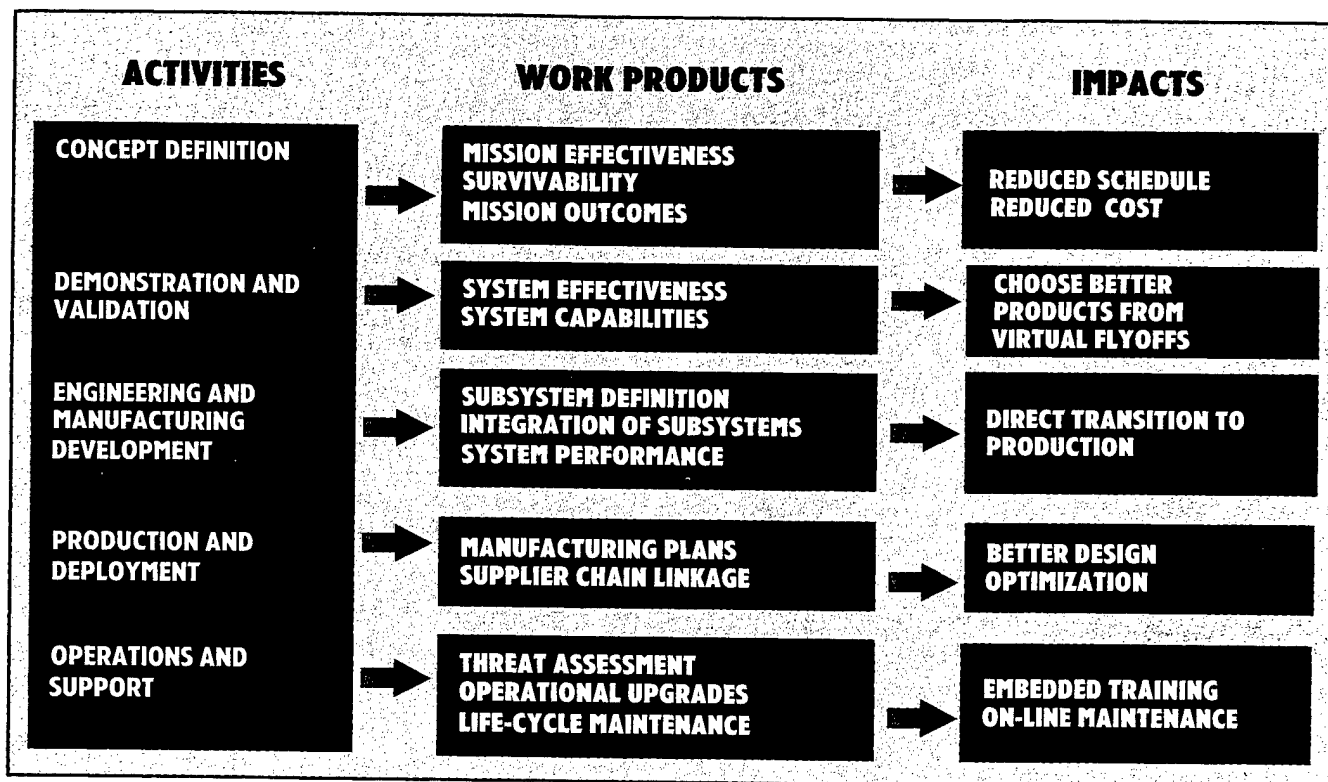 ACTIVITIES
WORK PRODUCTS
IMPACTS
CONCEPT DEFINITION
MISSION EFFECTIVENESS
SURVIVABILITY
MISSION OUTCOMES
REDUCED SCHEDULE
REDUCED COST
DEMONSTRATION AND
VALIDATION
SYSTEM EFFECTIVENESS
SYSTEM CAPABILITIES
CHOOSE BETTER
PRODUCTS FROM
VIRTUAL FLYOFFS
ENGINEERING AND
MANUFACTURING
DEVELOPMENT
SUBSYSTEM DEFINITION
INTEGRATION OF SUBSYSTEMS
SYSTEM PERFORMANCE
DIRECT TRANSITION TO
PRODUCTION
PRODUCTION AND
DEPLOYMENT
MANUFACTURING PLANS
SUPPLIER CHAIN LINKAGE
BETTER DESIGN
OPTIMIZATION
OPERATIONS AND
SUPPORT
THREAT ASSESSMENT
OPERATIONAL UPGRADES
LIFE-CYCLE MAINTENANCE
EMBEDDED TRAINING
ON-LINE MAINTENANCE